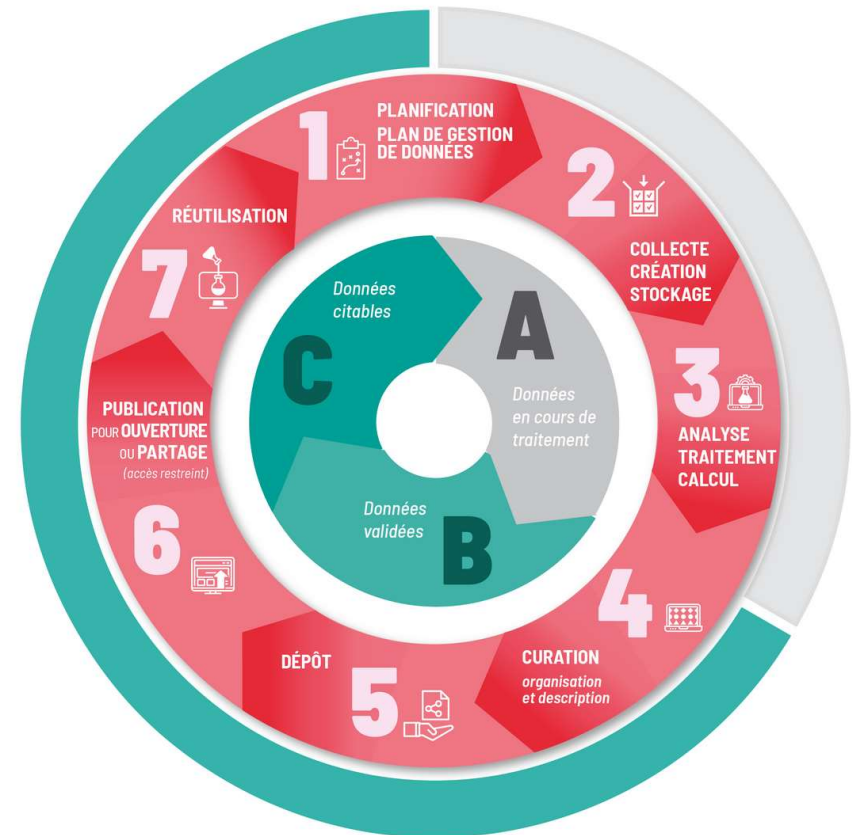 1
PLANIFICATION
PLAN DE GESTION
DE DONNÉES
2
COLLECTE
CRÉATION
STOCKAGE
3
ANALYSE
TRAITEMENT
CALCUL
4
CURATION
organisation
et description
5
DÉPÔT
6
PUBLICATION
POUR OUVERTURE
OU PARTAGE
(accès restreint)
7
RÉUTILISATION
A
Données
en cours de
traitement
B
Données
validées
C
Données
citables